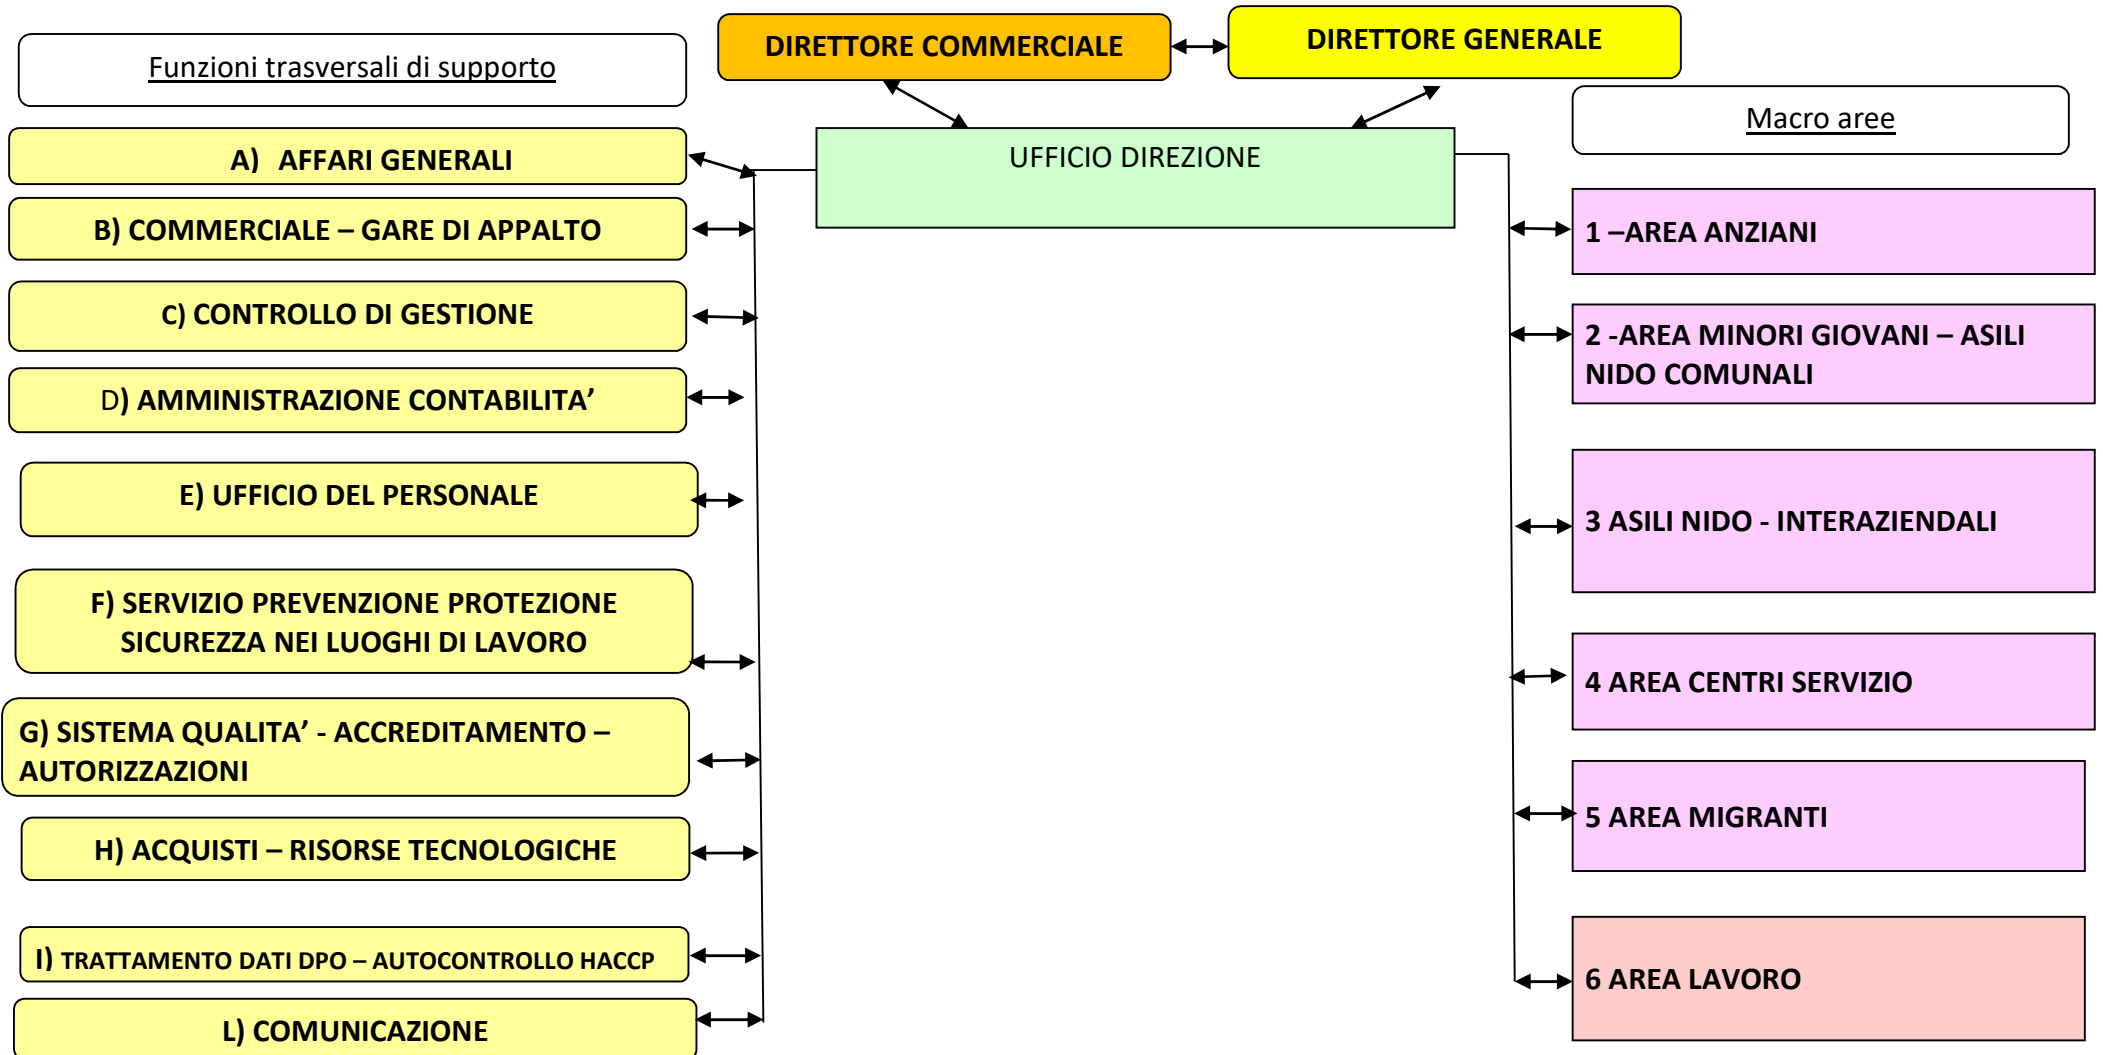 DIRETTORE COMMERCIALE
DIRETTORE GENERALE
Funzioni trasversali di supporto
UFFICIO DIREZIONE
Macro aree
A) AFFARI GENERALI
B) COMMERCIALE – GARE DI APPALTO
C) CONTROLLO DI GESTIONE
D) AMMINISTRAZIONE CONTABILITA’
E) UFFICIO DEL PERSONALE
F) SERVIZIO PREVENZIONE PROTEZIONE
SICUREZZA NEI LUOGHI DI LAVORO
G) SISTEMA QUALITA’ - ACCREDITAMENTO –
AUTORIZZAZIONI
H) ACQUISTI – RISORSE TECNOLOGICHE
I) TRATTAMENTO DATI DPO – AUTOCONTROLLO HACCP
L) COMUNICAZIONE
1 –AREA ANZIANI
2 -AREA MINORI GIOVANI – ASILI
NIDO COMUNALI
3 ASILI NIDO - INTERAZIENDALI
4 AREA CENTRI SERVIZIO
5 AREA MIGRANTI
6 AREA LAVORO